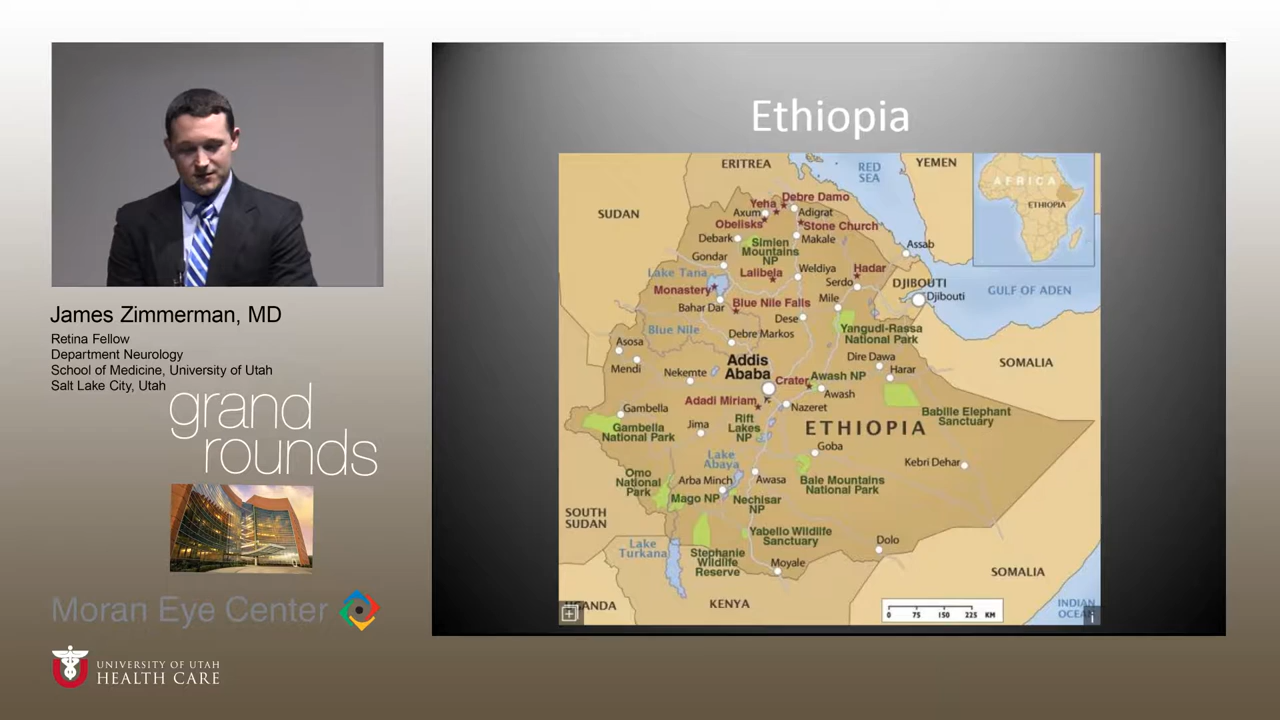 James Zimmerman, MD
Retina Fellow
Department Neurology
School of Medicine, University of Utah
Salt Lake City, Utah
grand
rounds
Moran Eye Center
UNIVERSITY OF UTAH
HEALTH CARE
Ethiopia
ERITREA
RED
SEA
YEMEN
AFRICA
ETHIOPIA
SUDAN
Debre Damo
Yeha
Axum
Adigrat
Obelisks
Stone Church
Debark
Simien
Mountains
NP
Makale
Assab
Gondar
Lake Tana
Lalibela
Weldiya
Hadar
Serdo
DJIBOUTI
Djibouti
GULF OF ADEN
Monastery
Bahar Dar
Blue Nile Falls
Mile
Dese
Blue Nile
Debre Markos
Yangudi-Rassa
National Park
Asosa
Mendi
Addis
Ababa
Dire Dawa
Harar
SOMALIA
Nekemte
Crater
Awash NP
Awash
Adadi Miriam
Nazeret
Gambella
Gambella
National Park
Jima
Rift
Lakes
NP
ETHIOPIA
Babille Elephant
Sanctuary
Goba
Kebri Dehar
Lake
Abaya
Omo
National
Park
Arba Minch
Awasa
Bale Mountains
National Park
Mago NP
Nechisar
NP
SOUTH
SUDAN
Yabello Wildlife
Sanctuary
Lake
Turkana
Stephanie
Wildlife
Reserve
Dolo
Moyale
SOMALIA
KENYA
INDIAN
0 75 150 225 KM
i